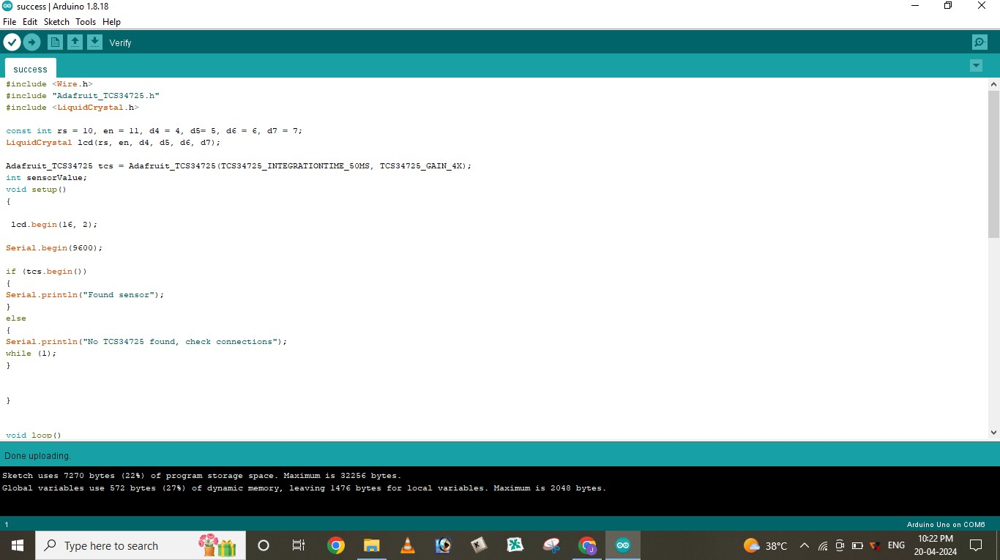 success | Arduino 1.8.18
File Edit Sketch Tools Help
Verify
success
#include <Wire.h>
#include "Adafruit_TCS34725.h"
#include <LiquidCrystal.h>
const int rs = 10, en = 11, d4 = 4, d5= 5, d6 = 6, d7 = 7;
LiquidCrystal lcd(rs, en, d4, d5, d6, d7);
Adafruit_TCS34725 tcs = Adafruit_TCS34725(TCS34725_INTEGRATIONTIME_50MS, TCS34725_GAIN_4X);
int sensorValue;
void setup()
{
lcd.begin(16, 2);
Serial.begin(9600);
if (tcs.begin())
{
Serial.println("Found sensor");
}
else
{
Serial.println("No TCS34725 found, check connections");
while (1);
}
}
void loop()
Done uploading.
Sketch uses 7270 bytes (22%) of program storage space. Maximum is 32256 bytes.
Global variables use 572 bytes (27%) of dynamic memory, leaving 1476 bytes for local variables. Maximum is 2048 bytes.
1
Arduino Uno on COM6
Type here to search
38°C
ENG
10:22 PM
20-04-2024